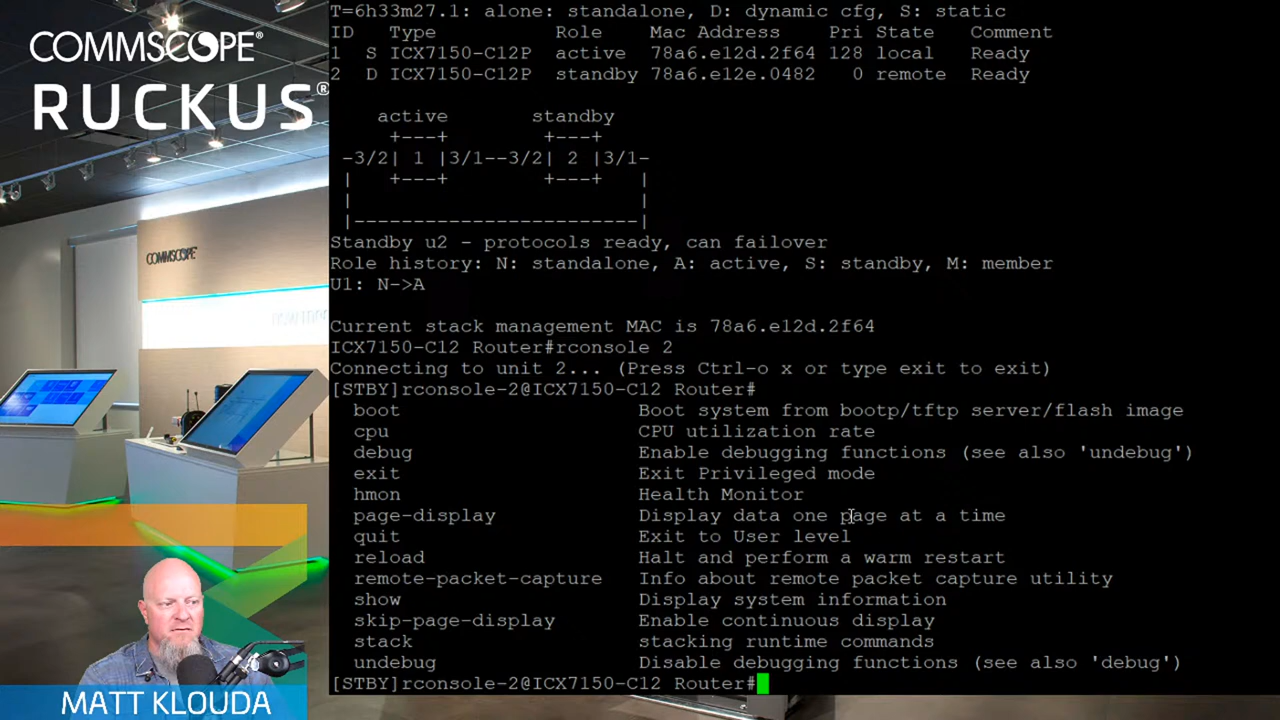 COMMSCOPE®
RUCKUS®
COMMSCOPE
MATT KLOUDA
T=6h33m27.1: alone: standalone, D: dynamic cfg, S: static
ID   Type          Role     Mac Address     Pri State   Comment
1  S ICX7150-C12P  active   78a6.e12d.2f64  128 local   Ready
2  D ICX7150-C12P  standby  78a6.e12e.0482    0 remote  Ready
    active          standby
     +---+           +---+
 -3/2| 1 |3/1--3/2| 2 |3/1-
 |   +---+           +---+   |
 |                           |
 |---------------------------|
Standby u2 - protocols ready, can failover
Role history: N: standalone, A: active, S: standby, M: member
U1: N->A
Current stack management MAC is 78a6.e12d.2f64
ICX7150-C12 Router#rconsole 2
Connecting to unit 2... (Press Ctrl-o x or type exit to exit)
[STBY]rconsole-2@ICX7150-C12 Router#
  boot                    Boot system from bootp/tftp server/flash image
  cpu                     CPU utilization rate
  debug                   Enable debugging functions (see also 'undebug')
  exit                    Exit Privileged mode
  hmon                    Health Monitor
  page-display            Display data one page at a time
  quit                    Exit to User level
  reload                  Halt and perform a warm restart
  remote-packet-capture   Info about remote packet capture utility
  show                    Display system information
  skip-page-display       Enable continuous display
  stack                   stacking runtime commands
  undebug                 Disable debugging functions (see also 'debug')
[STBY]rconsole-2@ICX7150-C12 Router#